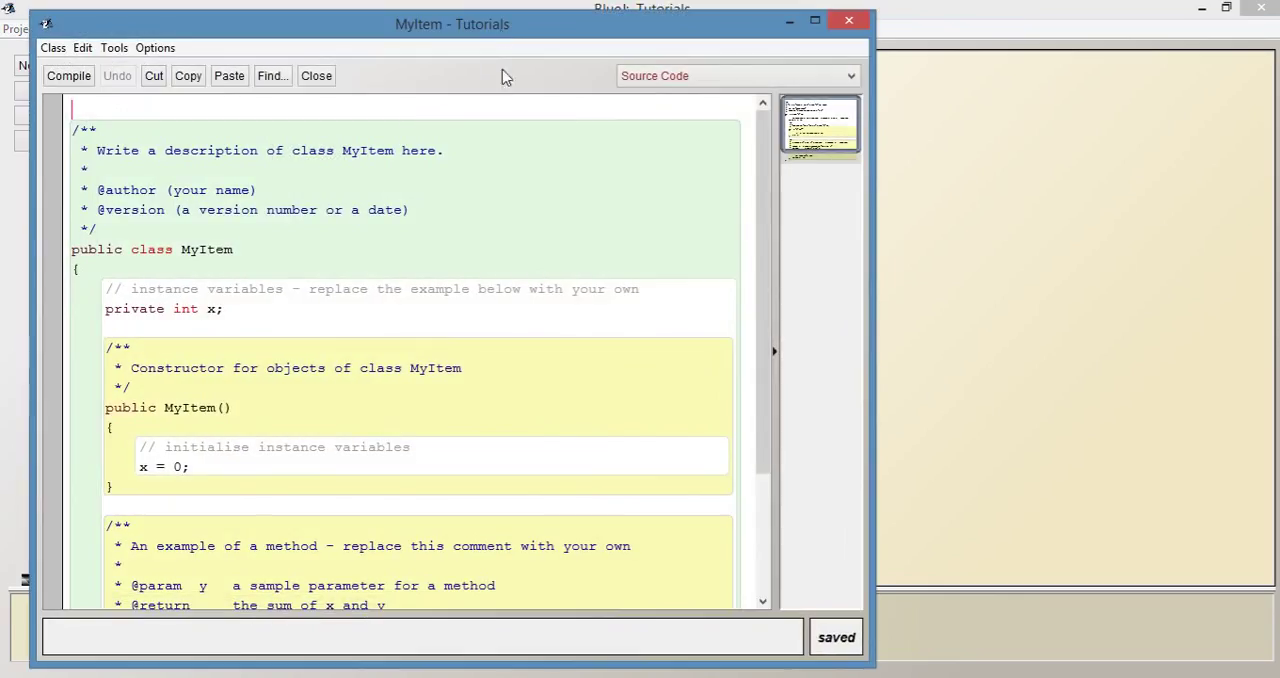 BlueJ: Tutorials
MyItem - Tutorials
Proje
Class Edit Tools Options
Compile Undo Cut Copy Paste Find... Close Source Code
/**
* Write a description of class MyItem here.
*
* @author (your name)
* @version (a version number or a date)
*/
public class MyItem
{
// instance variables - replace the example below with your own
private int x;
/**
* Constructor for objects of class MyItem
*/
public MyItem()
{
// initialise instance variables
x = 0;
}
/**
* An example of a method - replace this comment with your own
*
* @param y a sample parameter for a method
* @return the sum of x and y
saved